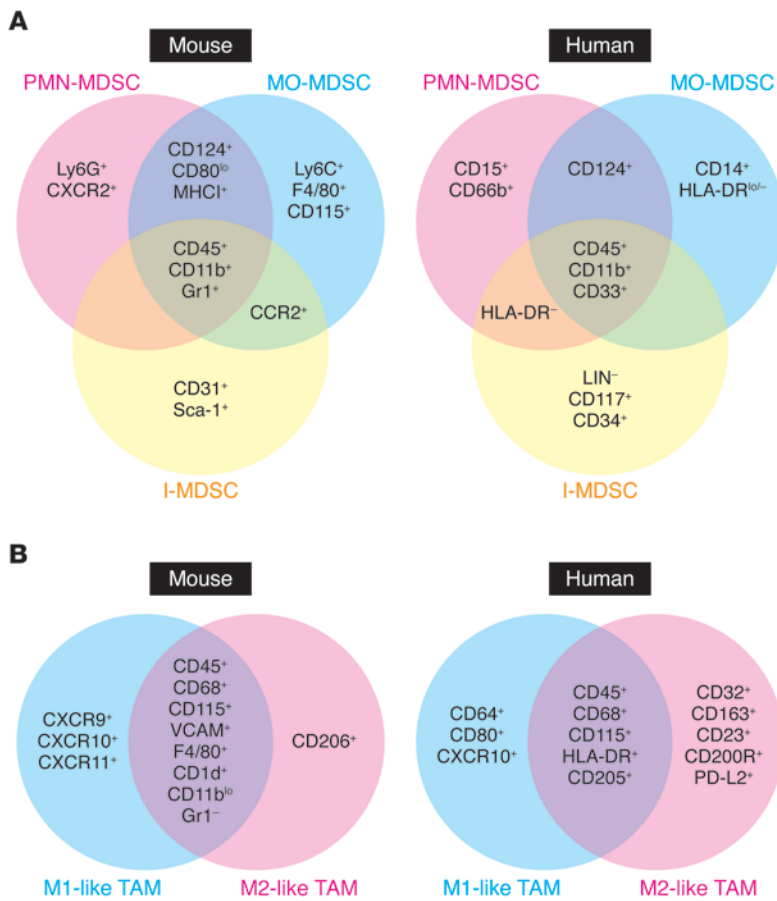 A
Mouse
Human
PMN-MDSC
MO-MDSC
PMN-MDSC
MO-MDSC
Ly6G⁺
CXCR2⁺
CD124⁺
CD80ˡᵒ
MHCI⁺
Ly6C⁺
F4/80⁺
CD115⁺
CD45⁺
CD11b⁺
Gr1⁺
CCR2⁺
CD31⁺
Sca-1⁺
I-MDSC
CD15⁺
CD66b⁺
CD124⁺
CD14⁺
HLA-DRˡᵒ/⁻
CD45⁺
CD11b⁺
CD33⁺
HLA-DR⁻
LIN⁻
CD117⁺
CD34⁺
I-MDSC
B
Mouse
Human
CXCR9⁺
CXCR10⁺
CXCR11⁺
CD45⁺
CD68⁺
CD115⁺
VCAM⁺
F4/80⁺
CD1d⁺
CD11bˡᵒ
Gr1⁻
CD206⁺
M1-like TAM
M2-like TAM
CD64⁺
CD80⁺
CXCR10⁺
CD45⁺
CD68⁺
CD115⁺
HLA-DR⁺
CD205⁺
CD32⁺
CD163⁺
CD23⁺
CD200R⁺
PD-L2⁺
M1-like TAM
M2-like TAM